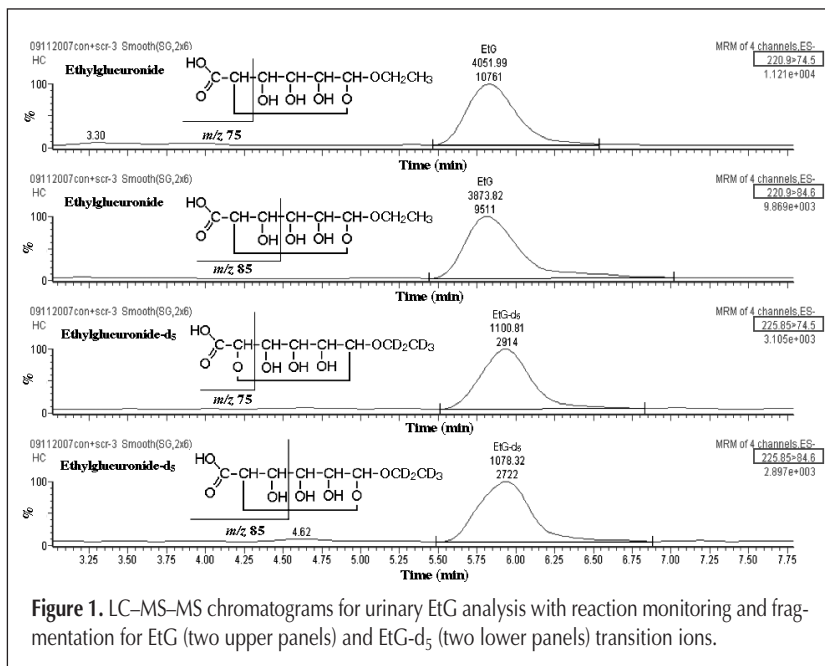 09112007con+scr-3 Smooth(SG,2x6)
HC
Ethylglucuronide
HO
C–CH–CH–CH–CH–CH–OCH₂CH₃
O
OH OH OH O
m/z 75
3.30
EtG
4051.99
10761
MRM of 4 channels,ES-
220.9>74.5
1.121e+004
100
%
0
Time (min)
09112007con+scr-3 Smooth(SG,2x6)
HC
Ethylglucuronide
HO
C–CH–CH–CH–CH–CH–OCH₂CH₃
O
OH OH OH O
m/z 85
EtG
3873.82
9511
MRM of 4 channels,ES-
220.9>84.6
9.869e+003
100
%
0
Time (min)
09112007con+scr-3 Smooth(SG,2x6)
HC
Ethylglucuronide-d₅
HO
C–CH–CH–CH–CH–CH–OCD₂CD₃
O
O OH OH OH
m/z 75
EtG-d₅
1100.81
2914
MRM of 4 channels,ES-
225.85>74.5
3.105e+003
100
%
0
Time (min)
09112007con+scr-3 Smooth(SG,2x6)
HC
Ethylglucuronide-d₅
HO
C–CH–CH–CH–CH–CH–OCD₂CD₃
O
OH OH OH O
m/z 85
4.62
EtG-d₅
1078.32
2722
MRM of 4 channels,ES-
225.85>84.6
2.897e+003
100
%
0
3.25 3.50 3.75 4.00 4.25 4.50 4.75 5.00 5.25 5.50 5.75 6.00 6.25 6.50 6.75 7.00 7.25 7.50 7.75
Time (min)
Figure 1. LC–MS–MS chromatograms for urinary EtG analysis with reaction monitoring and frag-
mentation for EtG (two upper panels) and EtG-d₅ (two lower panels) transition ions.